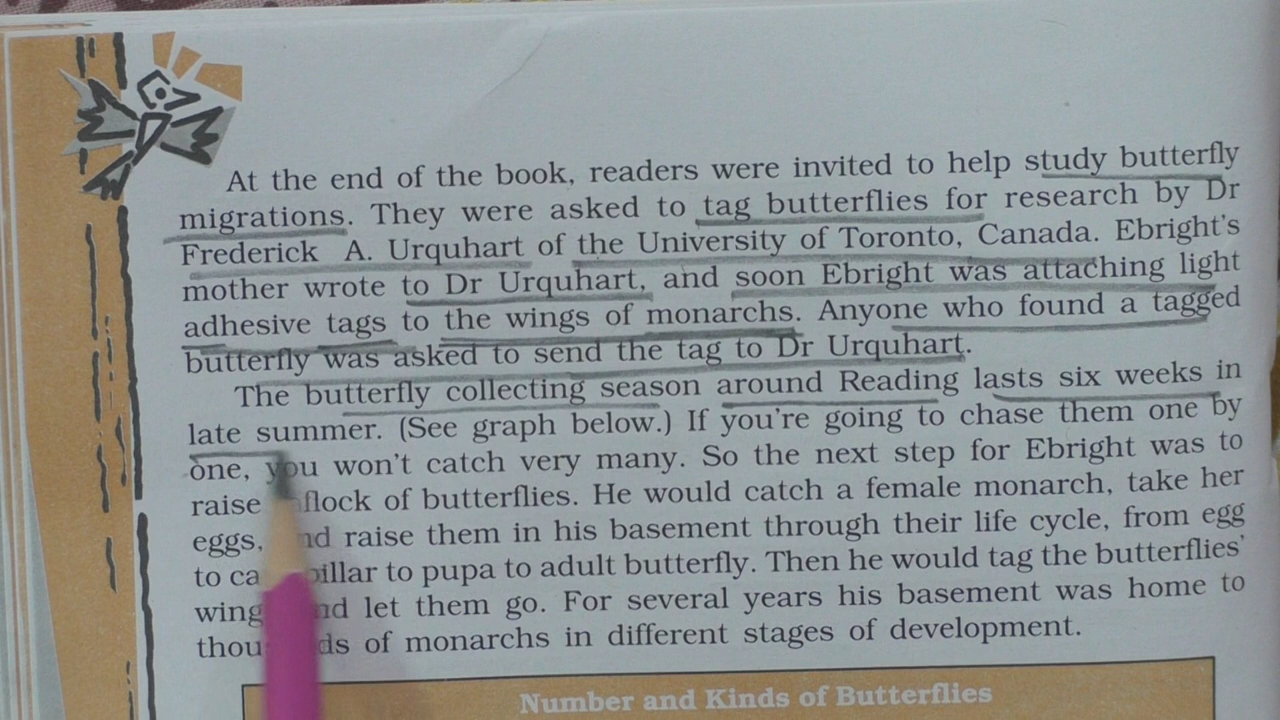 At the end of the book, readers were invited to help study butterfly
migrations. They were asked to tag butterflies for research by Dr
Frederick A. Urquhart of the University of Toronto, Canada. Ebright's
mother wrote to Dr Urquhart, and soon Ebright was attaching light
adhesive tags to the wings of monarchs. Anyone who found a tagged
butterfly was asked to send the tag to Dr Urquhart.
The butterfly collecting season around Reading lasts six weeks in
late summer. (See graph below.) If you're going to chase them one by
one, you won't catch very many. So the next step for Ebright was to
raise flock of butterflies. He would catch a female monarch, take her
eggs, and raise them in his basement through their life cycle, from egg
to caterpillar to pupa to adult butterfly. Then he would tag the butterflies'
wings and let them go. For several years his basement was home to
thousands of monarchs in different stages of development.
Number and Kinds of Butterflies